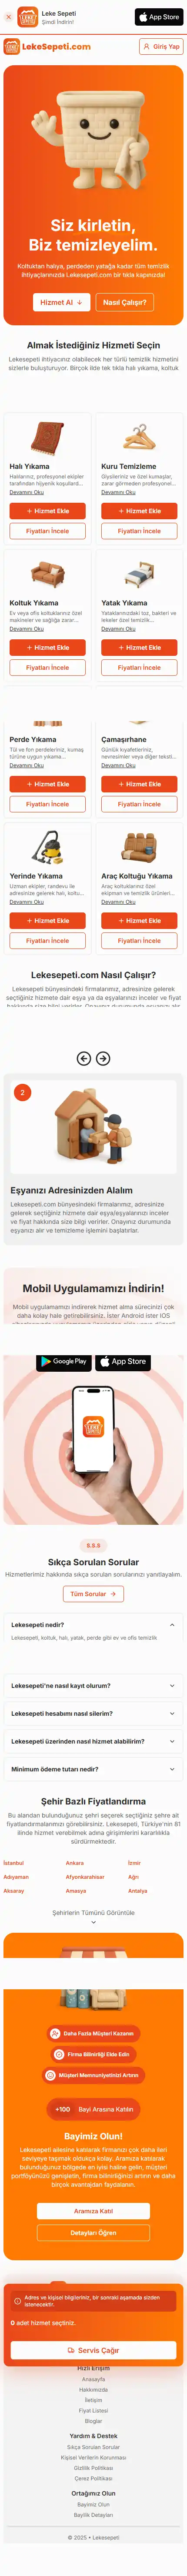 Leke Sepeti
Şimdi İndirin!
App Store
LekeSepeti.com
Giriş Yap
Siz kirletin,
Biz temizleyelim.
Koltuktan halıya, perdeden yatağa kadar tüm temizlik
ihtiyaçlarınızda Lekesepeti.com bir tıkla kapınızda!
Hizmet Al
Nasıl Çalışır?
Almak İstediğiniz Hizmeti Seçin
Lekesepeti ihtiyacınız olabilecek her türlü temizlik hizmetini
sizlerle buluşturuyor. Birçok lide tek tıkla halı yıkama, koltuk
Halı Yıkama
Halılarınız, profesyonel ekipler
tarafından hijyenik koşullard...
Devamını Oku
Hizmet Ekle
Fiyatları İncele
Kuru Temizleme
Giysileriniz ve özel kumaşlar,
zarar görmeden profesyonel...
Devamını Oku
Hizmet Ekle
Fiyatları İncele
Koltuk Yıkama
Ev veya ofis koltuklarınız özel
makineler ve sağlığa zarar...
Devamını Oku
Hizmet Ekle
Fiyatları İncele
Yatak Yıkama
Yataklarınızdaki toz, bakteri ve
lekeler özel temizlik...
Devamını Oku
Hizmet Ekle
Fiyatları İncele
Perde Yıkama
Tül ve fon perdeleriniz, kumaş
türüne uygun yıkama...
Devamını Oku
Hizmet Ekle
Fiyatları İncele
Çamaşırhane
Günlük kıyafetleriniz,
nevresimler veya diğer teksti...
Devamını Oku
Hizmet Ekle
Fiyatları İncele
Yerinde Yıkama
Uzman ekipler, randevu ile
adresinize gelerek halı, koltu...
Devamını Oku
Hizmet Ekle
Fiyatları İncele
Araç Koltuğu Yıkama
Araç koltuklarınız özel
ekipman ve temizlik ürünleri...
Devamını Oku
Hizmet Ekle
Fiyatları İncele
Lekesepeti.com Nasıl Çalışır?
Lekesepeti bünyesindeki firmalarımız, adresinize gelerek
seçtiğiniz hizmete dair eşya ya da eşyalarınızı inceler ve fiyat
hakkında size bilgi verirler. Onayınız durumunda eşyanızı alır
2
Eşyanızı Adresinizden Alalım
Lekesepeti.com bünyesindeki firmalarımız, adresinize
gelerek seçtiğiniz hizmete dair eşya/eşyalarınızı inceler
ve fiyat hakkında size bilgi verirler. Onayınız durumunda
eşyanızı alır ve temizleme işlemini başlatırlar.
Mobil Uygulamamızı İndirin!
Mobil uygulamamızı indirerek hizmet alma sürecinizi çok
daha kolay hale getirebilirsiniz. İster Android ister IOS
Google Play
App Store
S.S.S
Sıkça Sorulan Sorular
Hizmetlerimiz hakkında sıkça sorulan sorularınızı yanıtlayalım.
Tüm Sorular
Lekesepeti nedir?
Lekesepeti, koltuk, halı, yatak, perde gibi ev ve ofis temizlik
Lekesepeti'ne nasıl kayıt olurum?
Lekesepeti hesabımı nasıl silerim?
Lekesepeti üzerinden nasıl hizmet alabilirim?
Minimum ödeme tutarı nedir?
Şehir Bazlı Fiyatlandırma
Bu alandan bulunduğunuz şehri seçerek seçtiğiniz şehre ait
fiyatlandırmalarımızı görebilirsiniz. Lekesepeti, Türkiye'nin 81
ilinde hizmet verebilmek adına girişimlerini kararlılıkla
sürdürmektedir.
İstanbul
Ankara
İzmir
Adıyaman
Afyonkarahisar
Ağrı
Aksaray
Amasya
Antalya
Şehirlerin Tümünü Görüntüle
Daha Fazla Müşteri Kazanın
Firma Bilinirliği Elde Edin
Müşteri Memnuniyetinizi Artırın
+100 Bayi Arasına Katılın
Bayimiz Olun!
Lekesepeti ailesine katılarak firmanızı çok daha ileri
seviyeye taşımak oldukça kolay. Aramıza katılarak
bulunduğunuz bölgede en iyisi haline gelin, müşteri
portföyünüzü genişletin, firma bilinirliğinizi artırın ve daha
birçok avantajdan faydalanın.
Aramıza Katıl
Detayları Öğren
Adres ve kişisel bilgileriniz, bir sonraki aşamada sizden
istenecektir.
0 adet hizmet seçtiniz.
Servis Çağır
Hızlı Erişim
Anasayfa
Hakkımızda
İletişim
Fiyat Listesi
Bloglar
Yardım & Destek
Sıkça Sorulan Sorular
Kişisel Verilerin Korunması
Gizlilik Politikası
Çerez Politikası
Ortağımız Olun
Bayimiz Olun
Bayilik Detayları
© 2025 • Lekesepeti